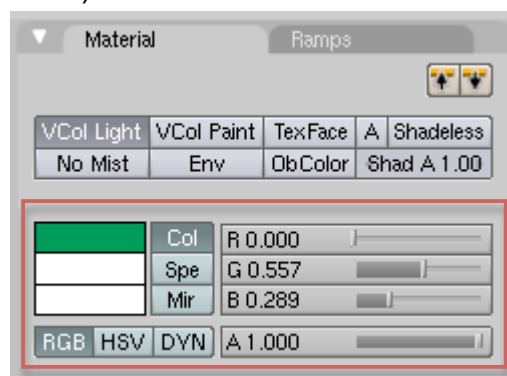 Material Ramps
VCol Light VCol Paint TexFace A Shadeless
No Mist Env ObColor Shad A 1.00
Col R 0.000
Spe G 0.557
Mir B 0.289
RGB HSV DYN A 1.000